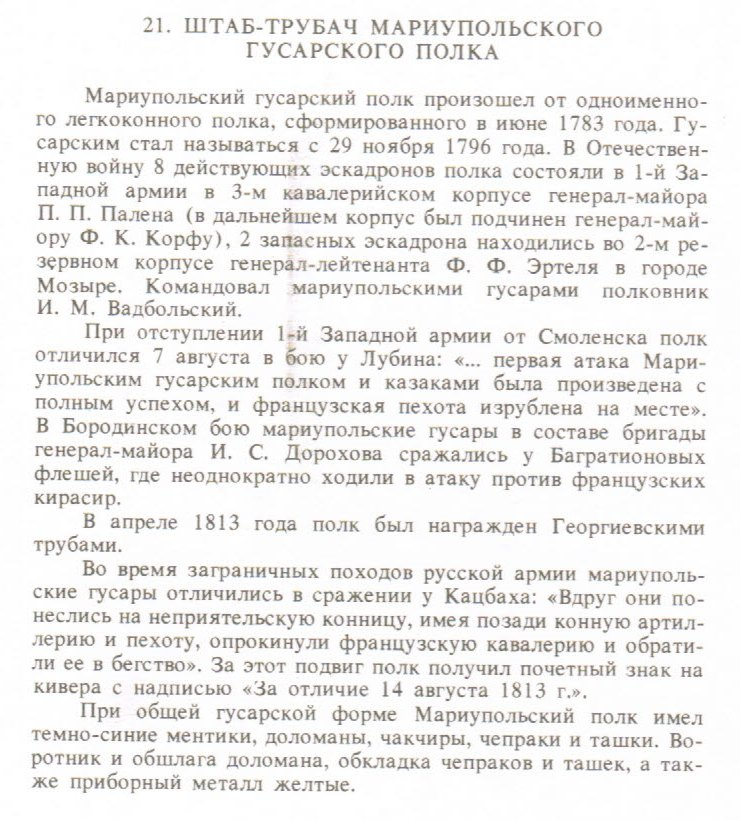 21. ШТАБ-ТРУБАЧ МАРИУПОЛЬСКОГО
ГУСАРСКОГО ПОЛКА
Мариупольский гусарский полк произошел от одноименно-
го легкоконного полка, сформированного в июне 1783 года. Гу-
сарским стал называться с 29 ноября 1796 года. В Отечествен-
ную войну 8 действующих эскадронов полка состояли в 1-й За-
падной армии в 3-м кавалерийском корпусе генерал-майора
П. П. Палена (в дальнейшем корпус был подчинен генерал-май-
ору Ф. К. Корфу), 2 запасных эскадрона находились во 2-м ре-
зервном корпусе генерал-лейтенанта Ф. Ф. Эртеля в городе
Мозыре. Командовал мариупольскими гусарами полковник
И. М. Вадбольский.
При отступлении 1-й Западной армии от Смоленска полк
отличился 7 августа в бою у Лубина: «... первая атака Мари-
упольским гусарским полком и казаками была произведена с
полным успехом, и французская пехота изрублена на месте».
В Бородинском бою мариупольские гусары в составе бригады
генерал-майора И. С. Дорохова сражались у Багратионовых
флешей, где неоднократно ходили в атаку против французских
кирасир.
В апреле 1813 года полк был награжден Георгиевскими
трубами.
Во время заграничных походов русской армии мариуполь-
ские гусары отличились в сражении у Кацбаха: «Вдруг они по-
неслись на неприятельскую конницу, имея позади конную артил-
лерию и пехоту, опрокинули французскую кавалерию и обрати-
ли ее в бегство». За этот подвиг полк получил почетный знак на
кивера с надписью «За отличие 14 августа 1813 г.».
При общей гусарской форме Мариупольский полк имел
темно-синие ментики, доломаны, чакчиры, чепраки и ташки. Во-
ротник и обшлага доломана, обкладка чепраков и ташек, а так-
же приборный металл желтые.